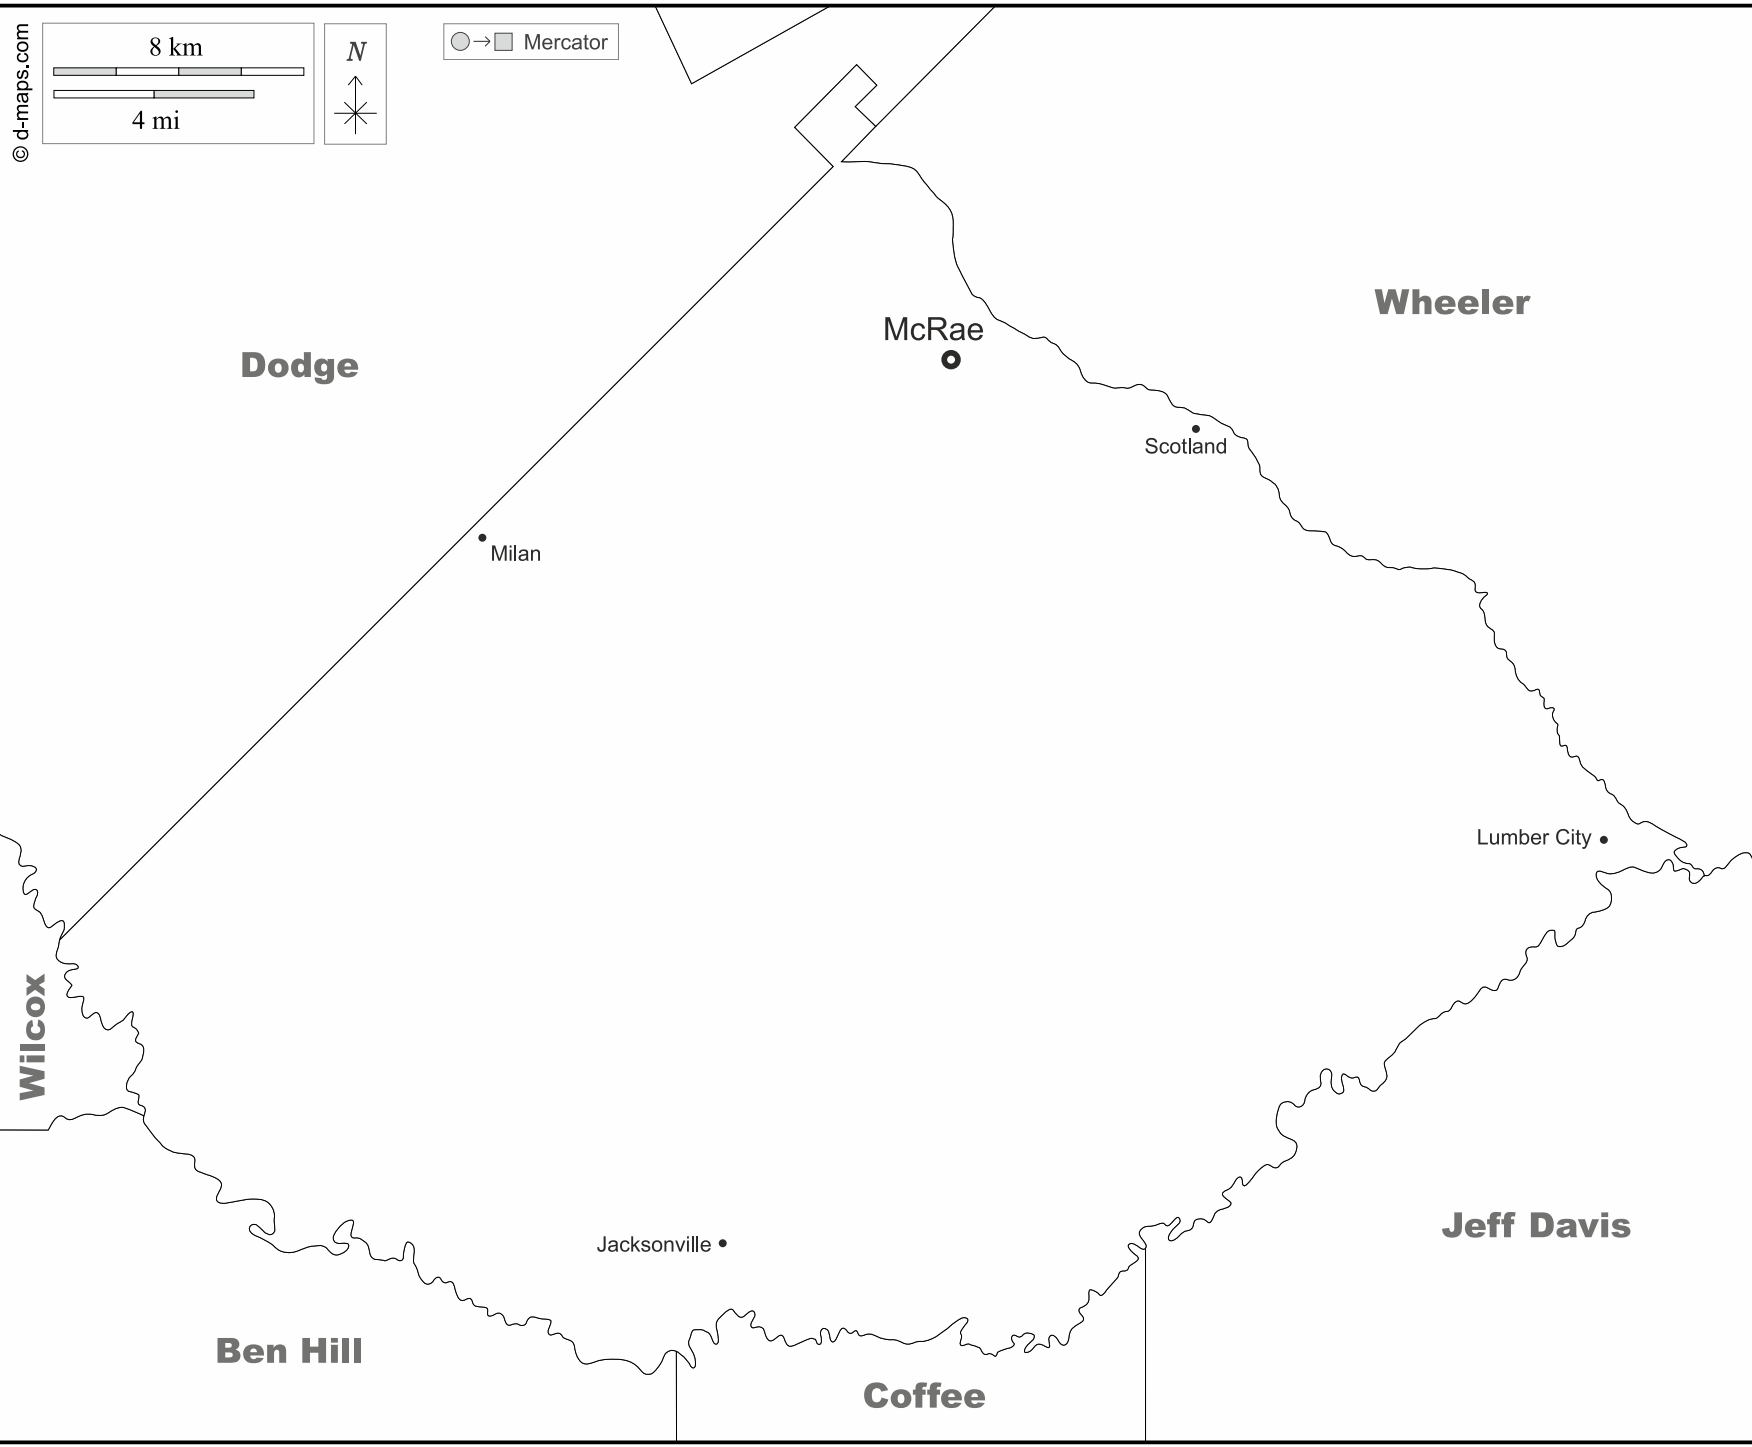 © d-maps.com
8 km
4 mi
N
Mercator
Wheeler
McRae
Dodge
Scotland
Milan
Lumber City
Wilcox
Jeff Davis
Jacksonville
Ben Hill
Coffee